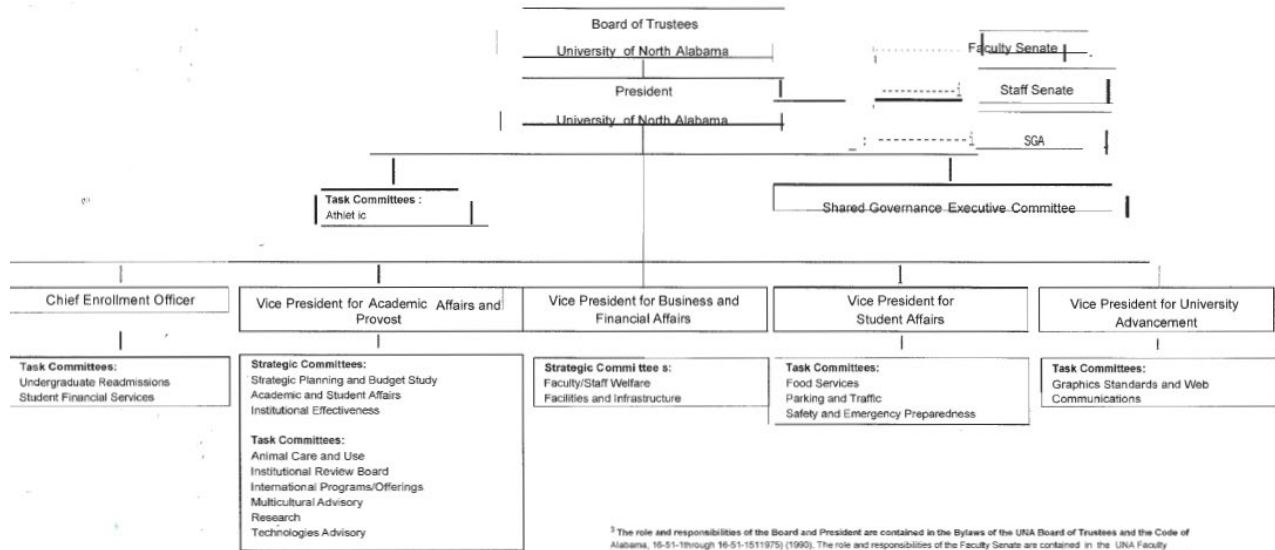 Board of Trustees
University of North Alabama
Faculty Senate
President
University of North Alabama
Staff Senate
SGA
Task Committees :
Athlet ic
Shared Governance Executive Committee
Chief Enrollment Officer
Vice President for Academic Affairs and
Provost
Vice President for Business and
Financial Affairs
Vice President for
Student Affairs
Vice President for University
Advancement
Task Committees:
Undergraduate Readmissions
Student Financial Services
Strategic Committees:
Strategic Planning and Budget Study
Academic and Student Affairs
Institutional Effectiveness
Task Committees:
Animal Care and Use
Institutional Review Board
International Programs/Offerings
Multicultural Advisory
Research
Technologies Advisory
Strategic Committee s:
Faculty/Staff Welfare
Facilities and Infrastructure
Task Committees:
Food Services
Parking and Traffic
Safety and Emergency Preparedness
Task Committees:
Graphics Standards and Web
Communications
The role and responsibilities of the Board and President are contained in the Bylaws of the UNA Board of Trustees and the Code of
Alabama, 16-51-1through 16-51-1511975) (1990). The role and responsibilities of the Faculty Senate are contained in the UNA Faculty